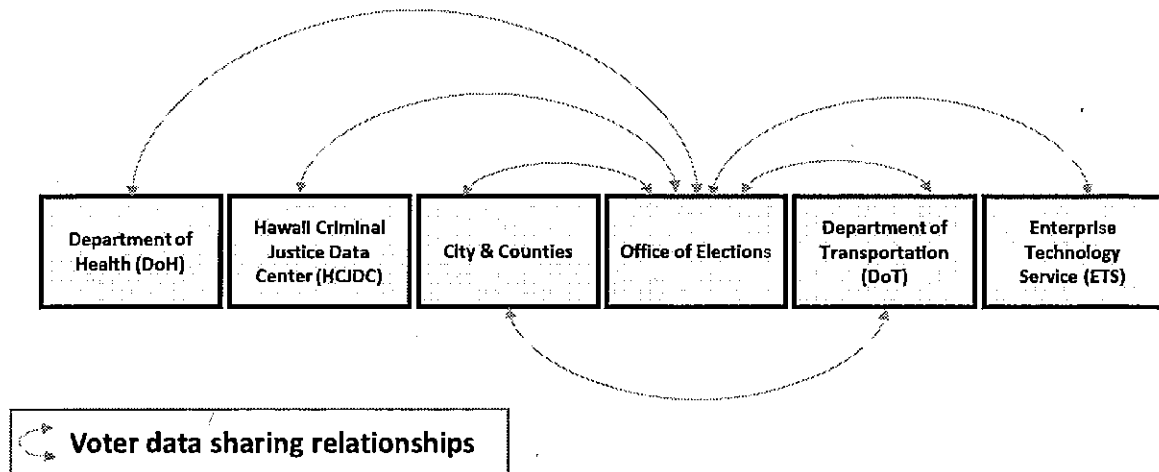 Department of
Health (DoH)
Hawaii Criminal
Justice Data
Center (HCJDC)
City & Counties
Office of Elections
Department of
Transportation
(DoT)
Enterprise
Technology
Service (ETS)
Voter data sharing relationships